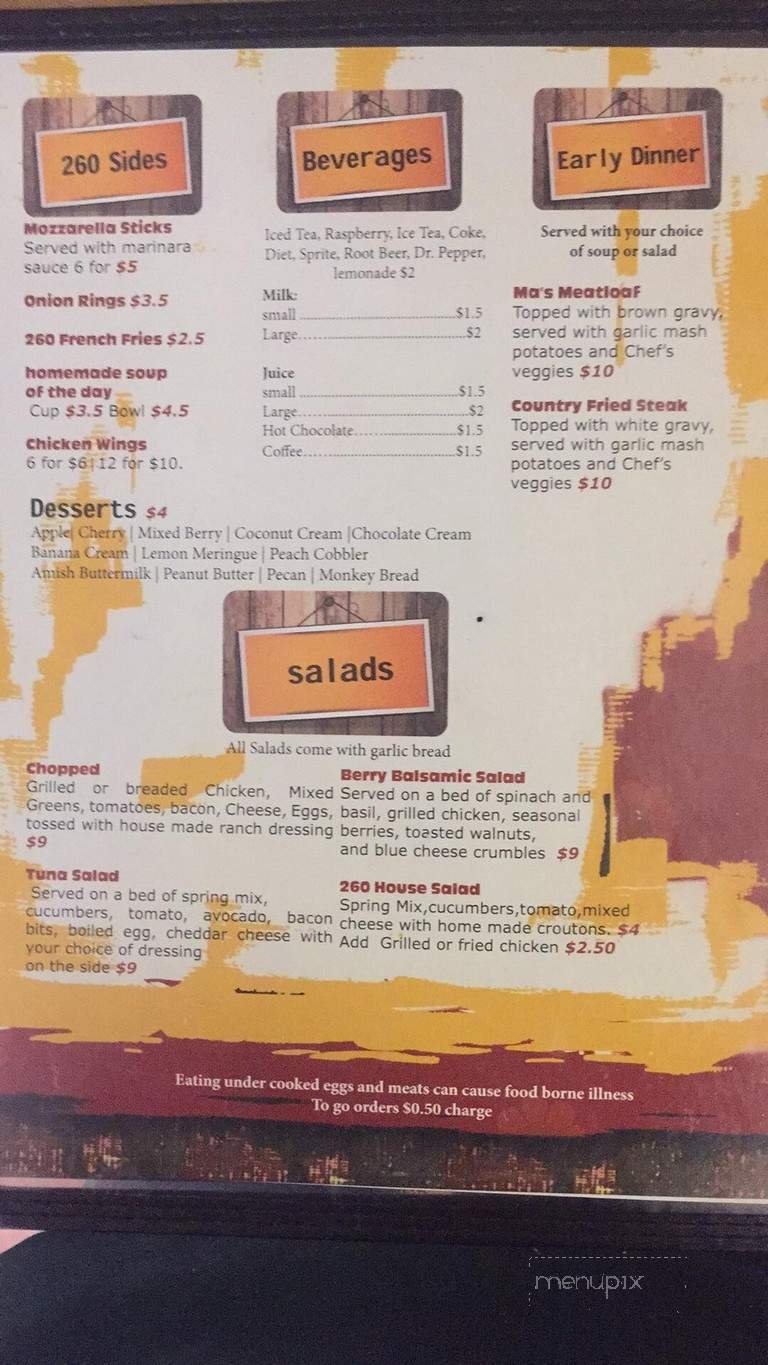 260 Sides
Mozzarella Sticks
Served with marinara
sauce 6 for $5
Onion Rings $3.5
260 French Fries $2.5
homemade soup
of the day
Cup $3.5 Bowl $4.5
Chicken Wings
6 for $6|12 for $10.
Beverages
Iced Tea, Raspberry, Ice Tea, Coke,
Diet, Sprite, Root Beer, Dr. Pepper,
lemonade $2
Milk:
small ........................................$1.5
Large...........................................$2
Juice
small ........................................$1.5
Large...........................................$2
Hot Chocolate..........................$1.5
Coffee.......................................$1.5
Early Dinner
Served with your choice
of soup or salad
Ma's Meatloaf
Topped with brown gravy,
served with garlic mash
potatoes and Chef's
veggies $10
Country Fried Steak
Topped with white gravy,
served with garlic mash
potatoes and Chef's
veggies $10
Desserts $4
Apple| Cherry | Mixed Berry | Coconut Cream |Chocolate Cream
Banana Cream | Lemon Meringue | Peach Cobbler
Amish Buttermilk | Peanut Butter | Pecan | Monkey Bread
salads
All Salads come with garlic bread
Chopped
Grilled or breaded Chicken, Mixed
Greens, tomatoes, bacon, Cheese, Eggs,
tossed with house made ranch dressing
$9
Tuna Salad
Served on a bed of spring mix,
cucumbers, tomato, avocado, bacon
bits, boiled egg, cheddar cheese with
your choice of dressing
on the side $9
Berry Balsamic Salad
Served on a bed of spinach and
basil, grilled chicken, seasonal
berries, toasted walnuts,
and blue cheese crumbles $9
260 House Salad
Spring Mix,cucumbers,tomato,mixed
cheese with home made croutons. $4
Add Grilled or fried chicken $2.50
Eating under cooked eggs and meats can cause food borne illness
To go orders $0.50 charge
menupix